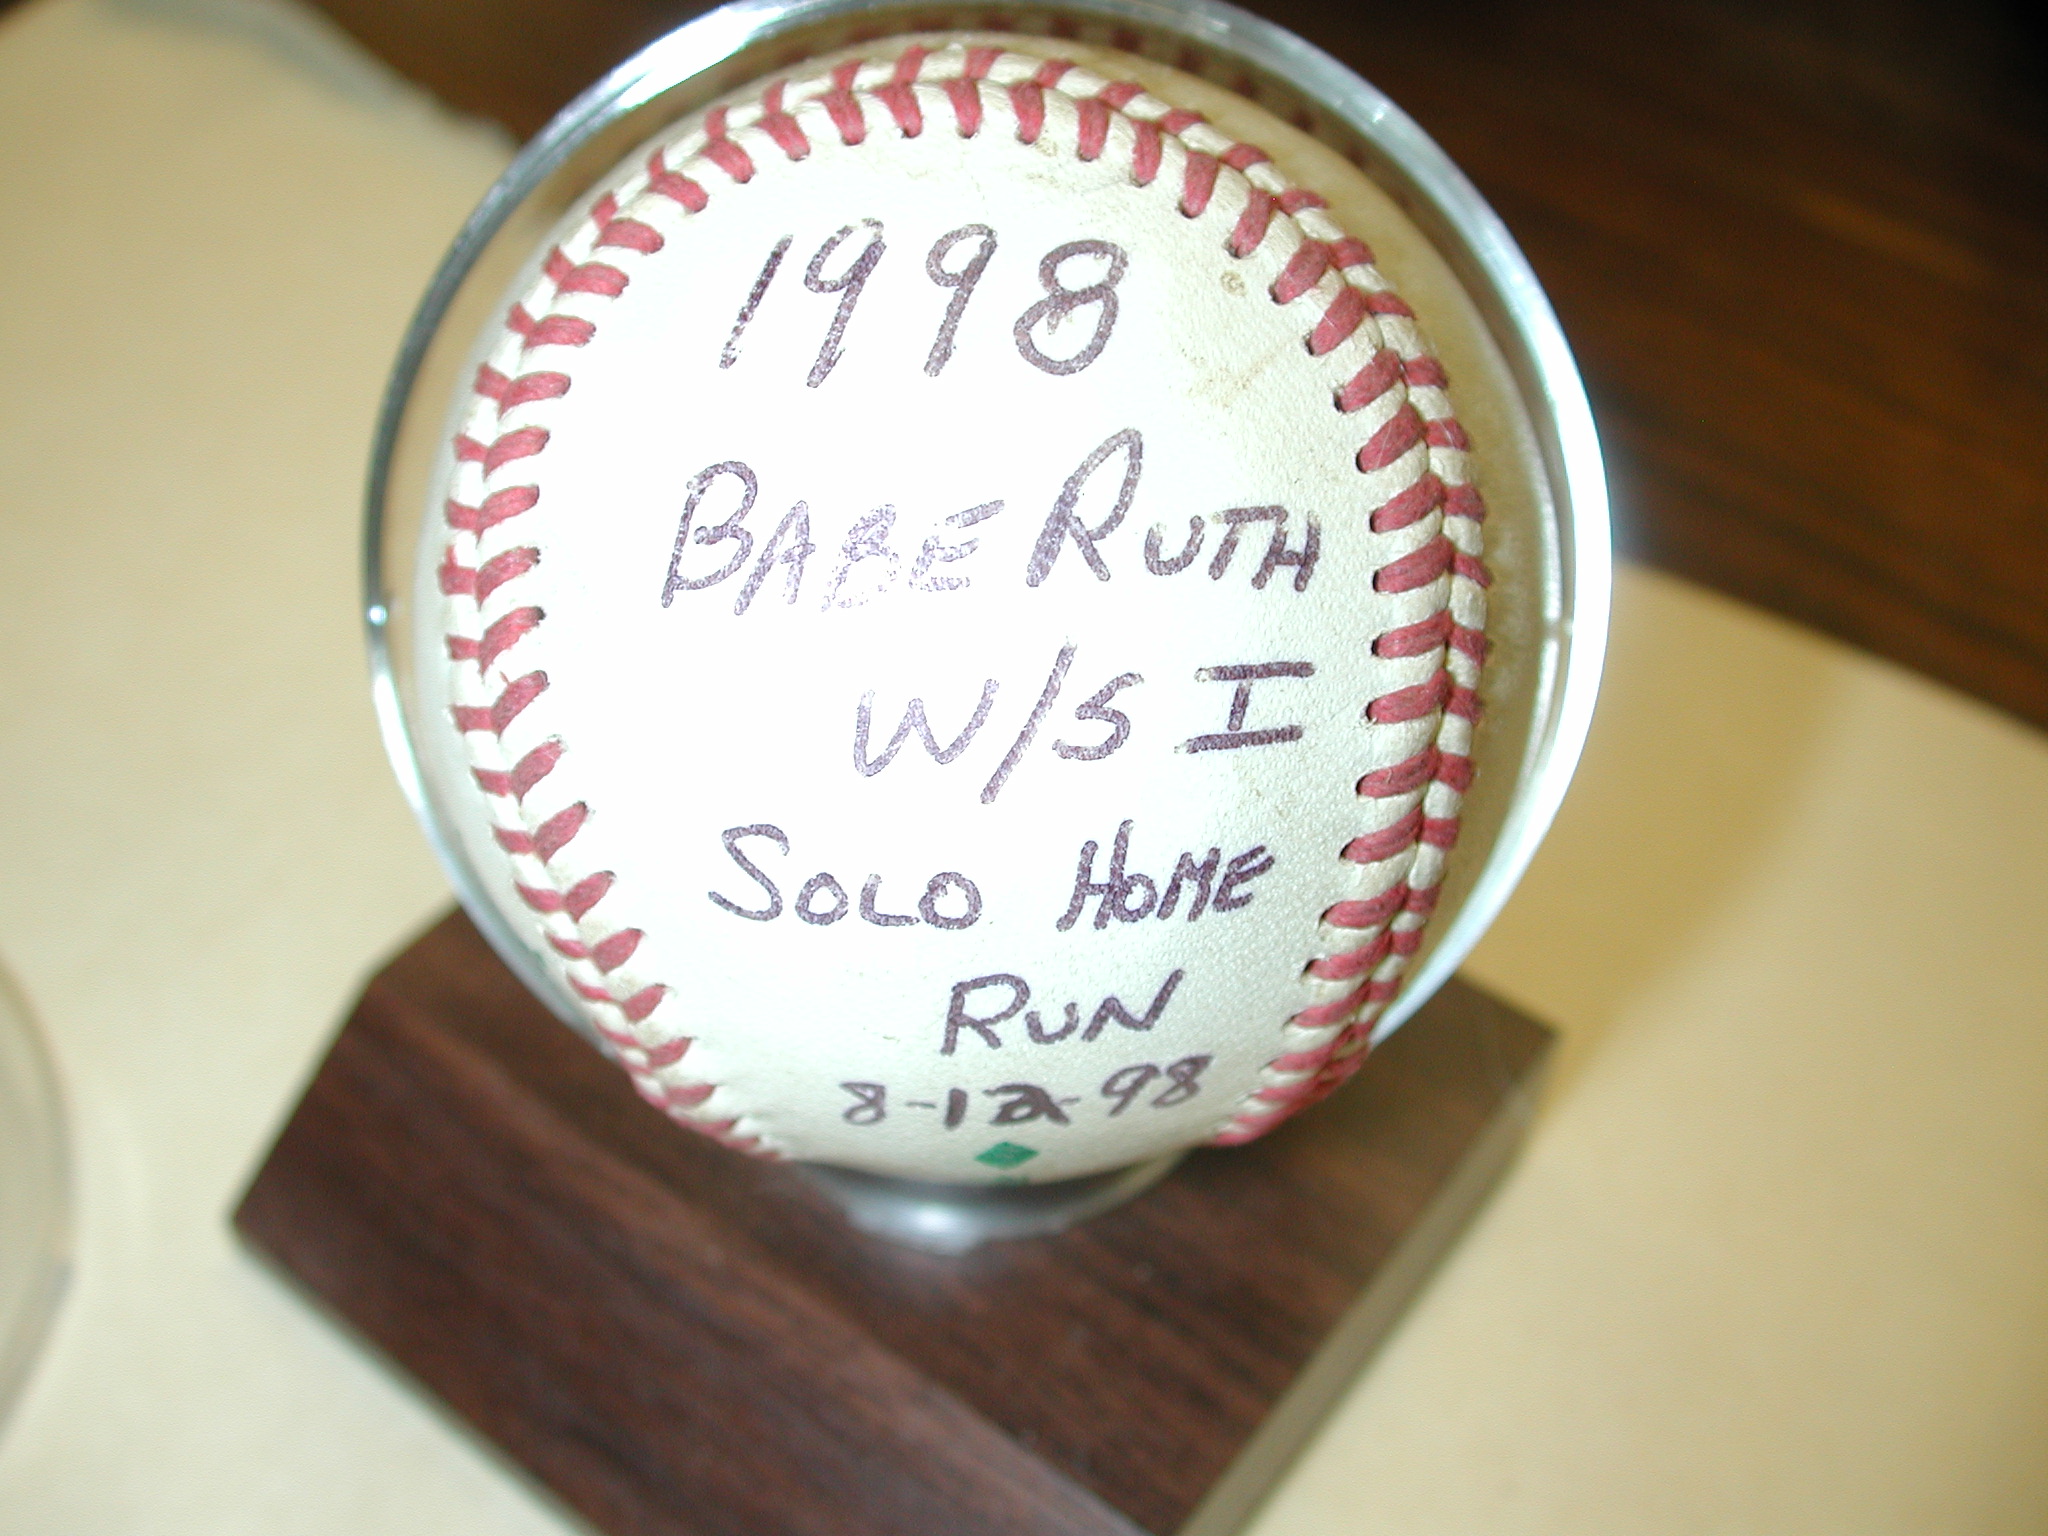 1998
BABE RUTH
W/S I
SOLO HOME
RUN
8-12-98